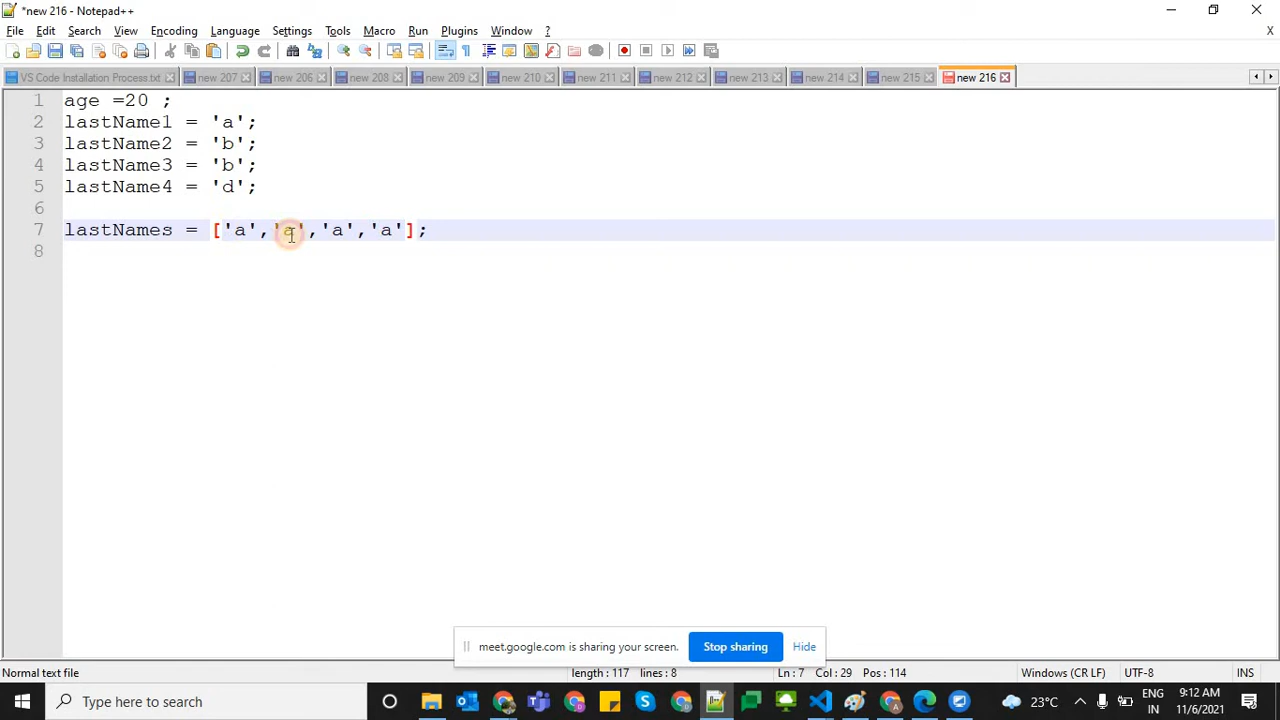 *new 216 - Notepad++
File Edit Search View Encoding Language Settings Tools Macro Run Plugins Window ? X
VS Code Installation Process.txt new 207 new 206 new 208 new 209 new 210 new 211 new 212 new 213 new 214 new 215 new 216
1 age =20 ;
2 lastName1 = 'a';
3 lastName2 = 'b';
4 lastName3 = 'b';
5 lastName4 = 'd';
6
7 lastNames = ['a','a','a','a'];
8
meet.google.com is sharing your screen. Stop sharing Hide
Normal text file length : 117 lines : 8 Ln : 7 Col : 29 Pos : 114 Windows (CR LF) UTF-8 INS
Type here to search 23°C ENG 9:12 AM
IN 11/6/2021